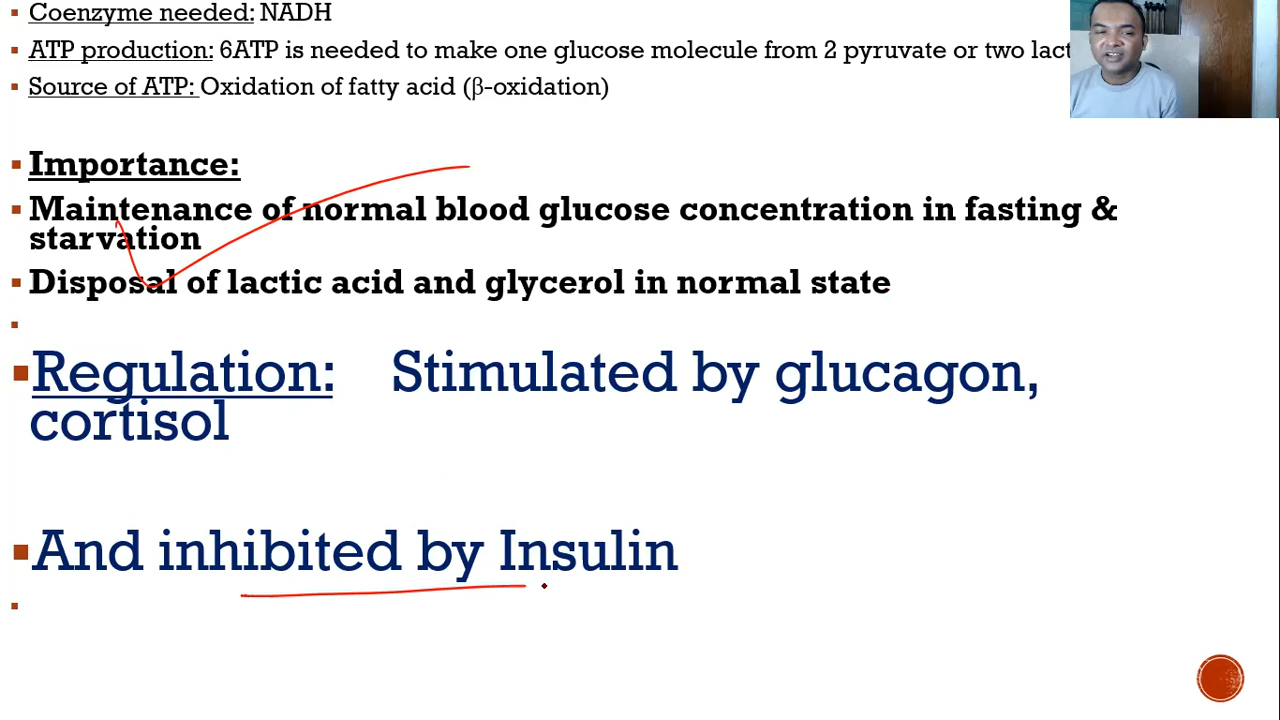 Coenzyme needed: NADH
ATP production: 6ATP is needed to make one glucose molecule from 2 pyruvate or two
Source of ATP: Oxidation of fatty acid (β-oxidation)
Importance:
Maintenance of normal blood glucose concentration in fasting &
starvation
Disposal of lactic acid and glycerol in normal state
Regulation: Stimulated by glucagon,
cortisol
And inhibited by Insulin